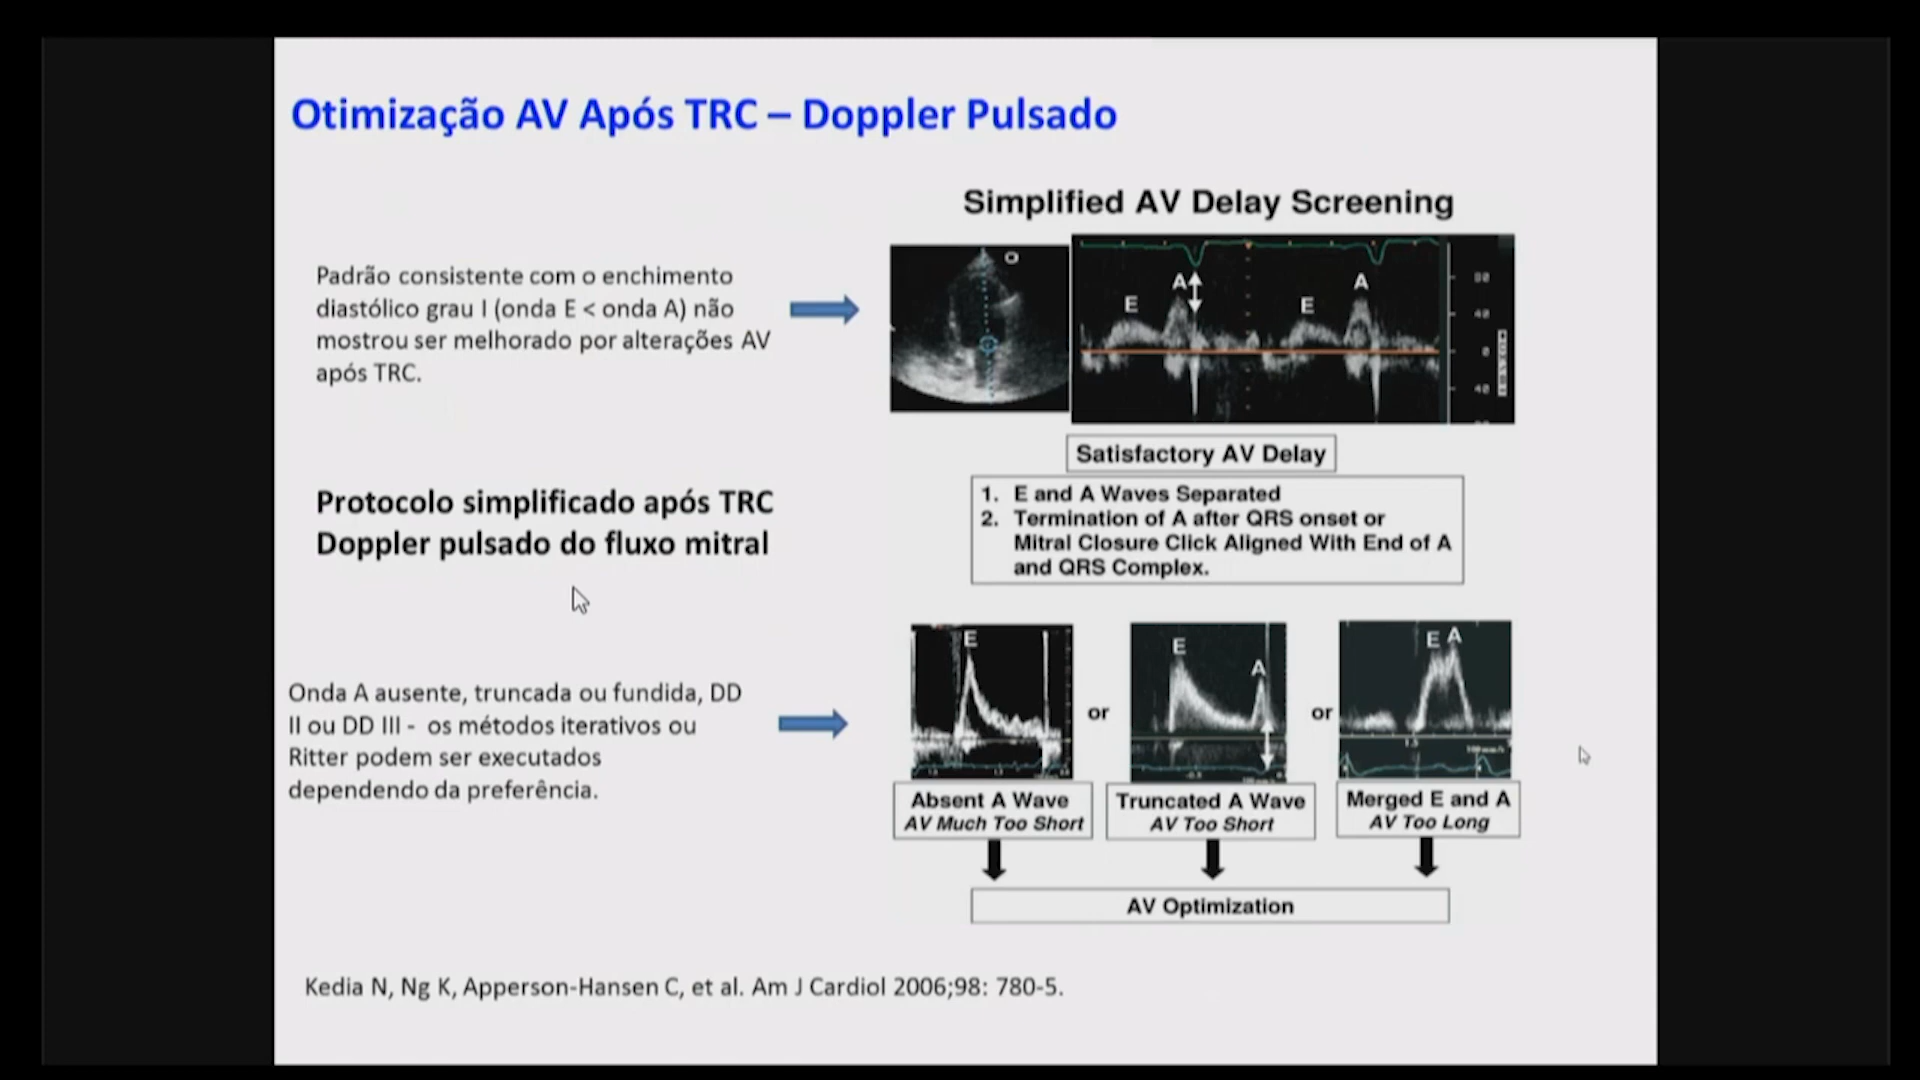 Otimização AV Após TRC – Doppler Pulsado
Simplified AV Delay Screening
Padrão consistente com o enchimento
diastólico grau I (onda E < onda A) não
mostrou ser melhorado por alterações AV
após TRC.
E
A
E
A
Satisfactory AV Delay
1. E and A Waves Separated
2. Termination of A after QRS onset or
Mitral Closure Click Aligned With End of A
and QRS Complex.
Protocolo simplificado após TRC
Doppler pulsado do fluxo mitral
Onda A ausente, truncada ou fundida, DD
II ou DD III - os métodos iterativos ou
Ritter podem ser executados
dependendo da preferência.
E
or
E
A
or
E A
Absent A Wave
AV Much Too Short
Truncated A Wave
AV Too Short
Merged E and A
AV Too Long
AV Optimization
Kedia N, Ng K, Apperson-Hansen C, et al. Am J Cardiol 2006;98: 780-5.